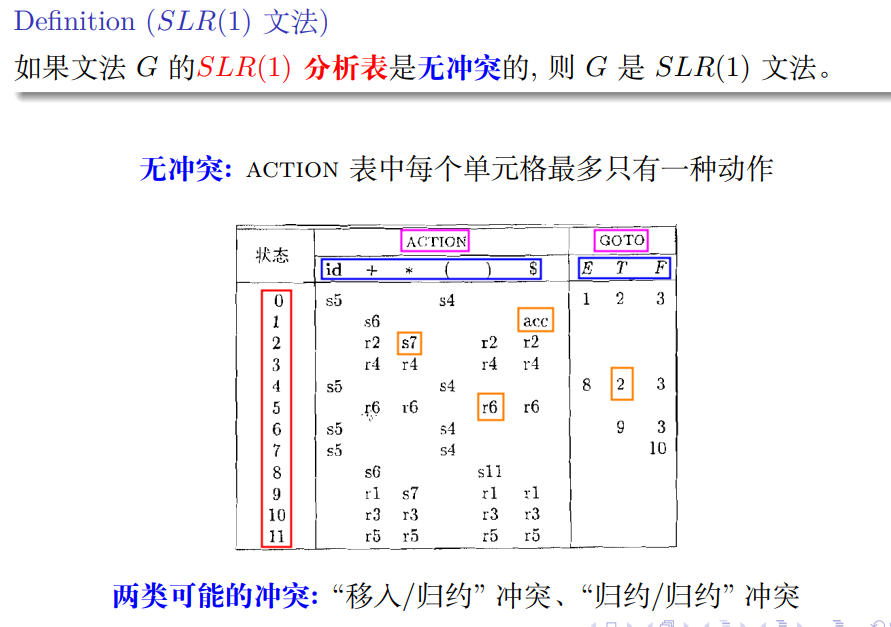 Definition (SLR(1) 文法)
如果文法 G 的SLR(1) 分析表是无冲突的, 则 G 是 SLR(1) 文法。
无冲突: ACTION 表中每个单元格最多只有一种动作
状态 ACTION GOTO
id + * ( ) $ E T F
0 s5 s4 1 2 3
1 s6 acc
2 r2 s7 r2 r2
3 r4 r4 r4 r4
4 s5 s4 8 2 3
5 r6 r6 r6 r6
6 s5 s4 9 3
7 s5 s4 10
8 s6 s11
9 r1 s7 r1 r1
10 r3 r3 r3 r3
11 r5 r5 r5 r5
两类可能的冲突: “移入/归约” 冲突、“归约/归约” 冲突